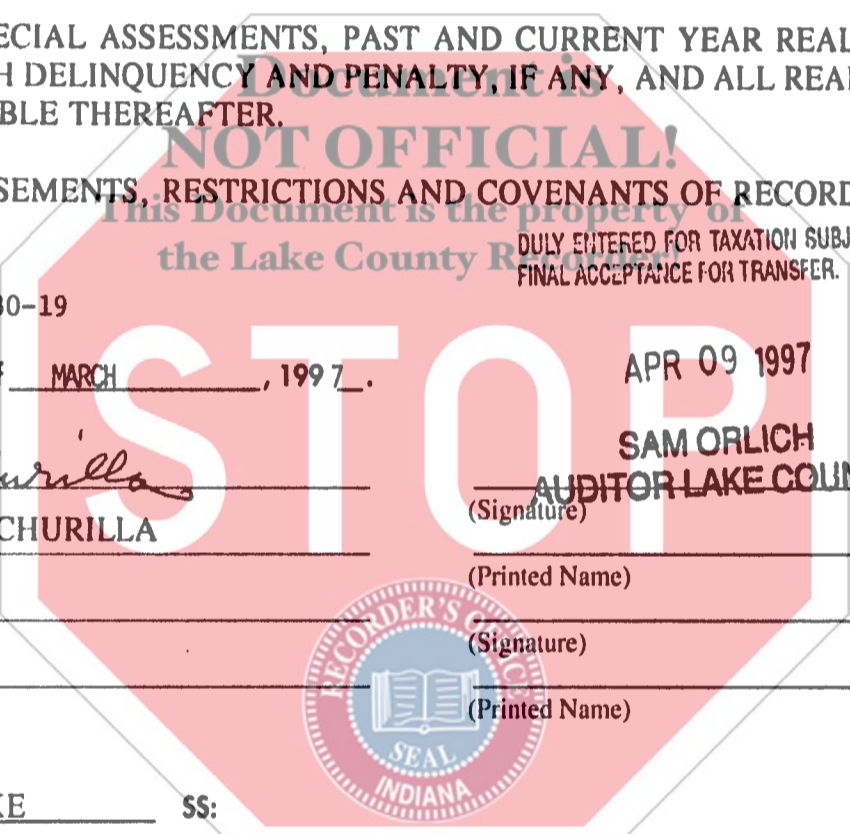 ECIAL ASSESSMENTS, PAST AND CURRENT YEAR REAL
H DELINQUENCY AND PENALTY, IF ANY, AND ALL REAL
BLE THEREAFTER.
Document is
NOT OFFICIAL!
This Document is the property of
the Lake County Recorder!
SEMENTS, RESTRICTIONS AND COVENANTS OF RECORD
DULY ENTERED FOR TAXATION SUBJ
FINAL ACCEPTANCE FOR TRANSFER.
30-19
MARCH , 1997.
APR 09 1997
STOP
SAM ORLICH
AUDITOR LAKE COUN
urilla
(Signature)
CHURILLA
(Printed Name)
(Signature)
(Printed Name)
RECORDER'S OFFICE
SEAL
INDIANA
KE SS: